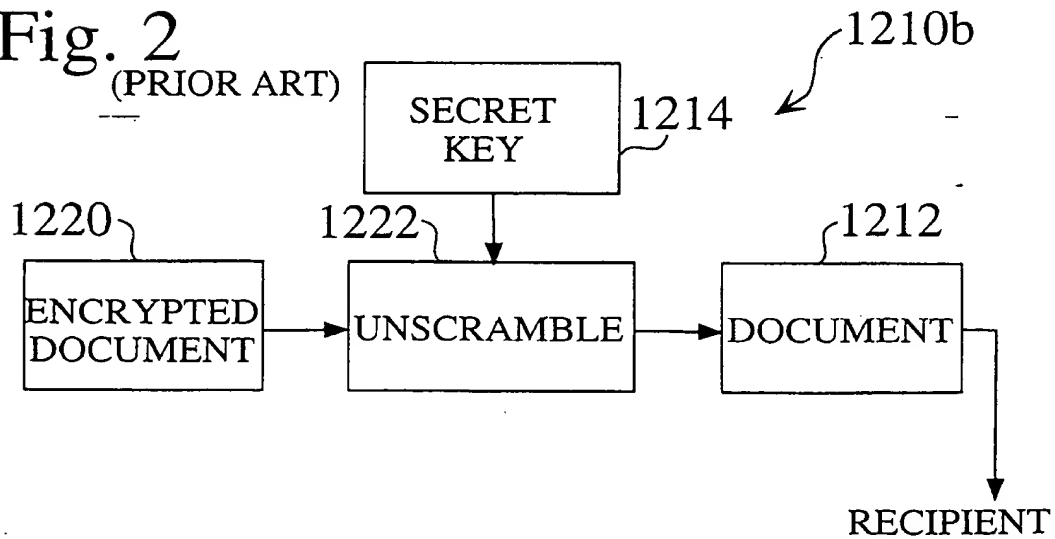 Fig. 2
(PRIOR ART)
1210b
SECRET
KEY
1214
1220
1222
1212
ENCRYPTED
DOCUMENT
UNSCRAMBLE
DOCUMENT
RECIPIENT